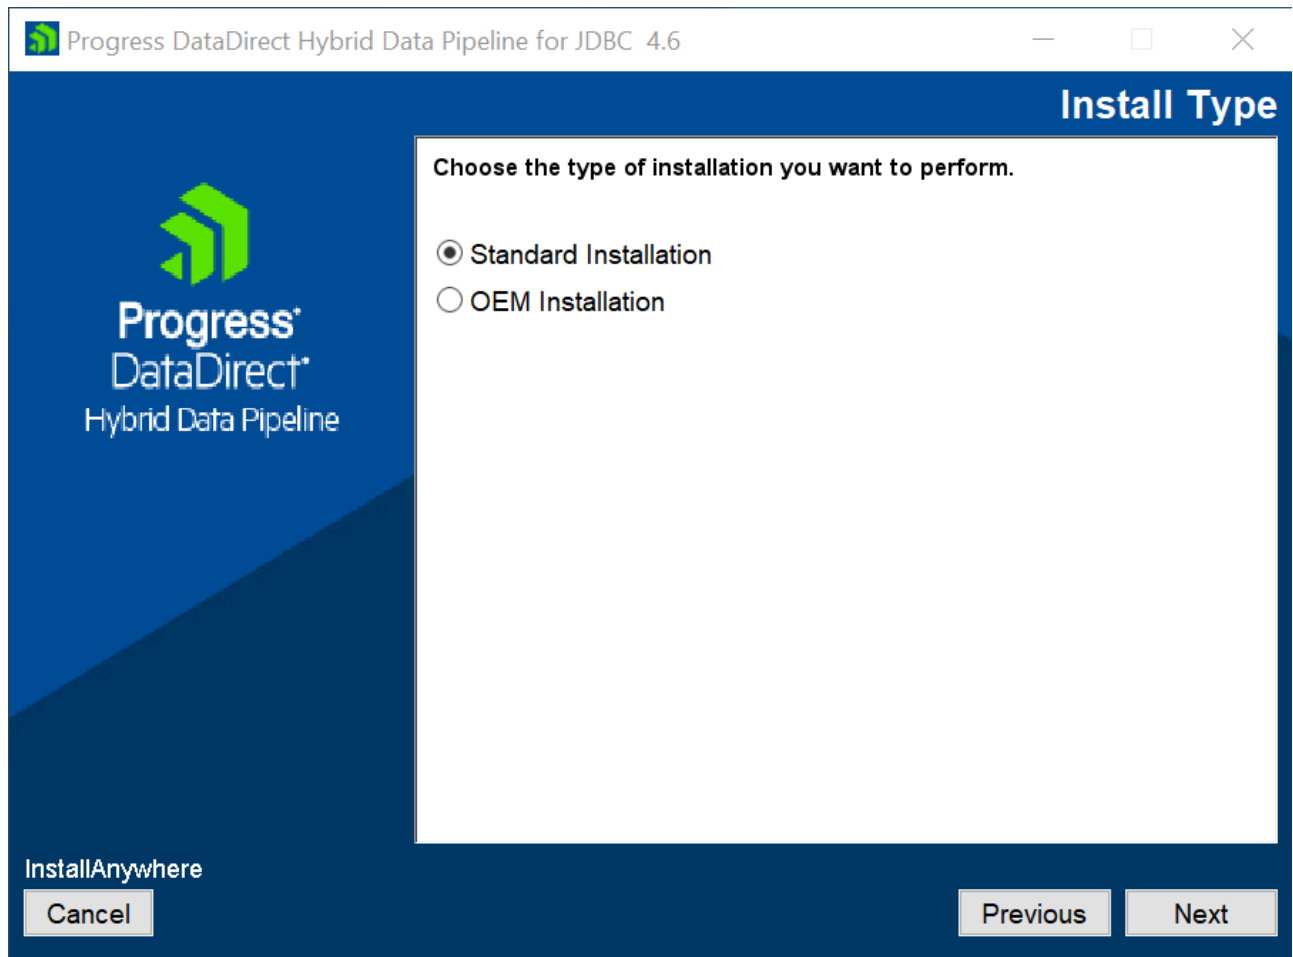 Progress DataDirect Hybrid Data Pipeline for JDBC 4.6
Install Type
Choose the type of installation you want to perform.
Standard Installation
OEM Installation
Progress
DataDirect
Hybrid Data Pipeline
InstallAnywhere
Cancel
Previous
Next